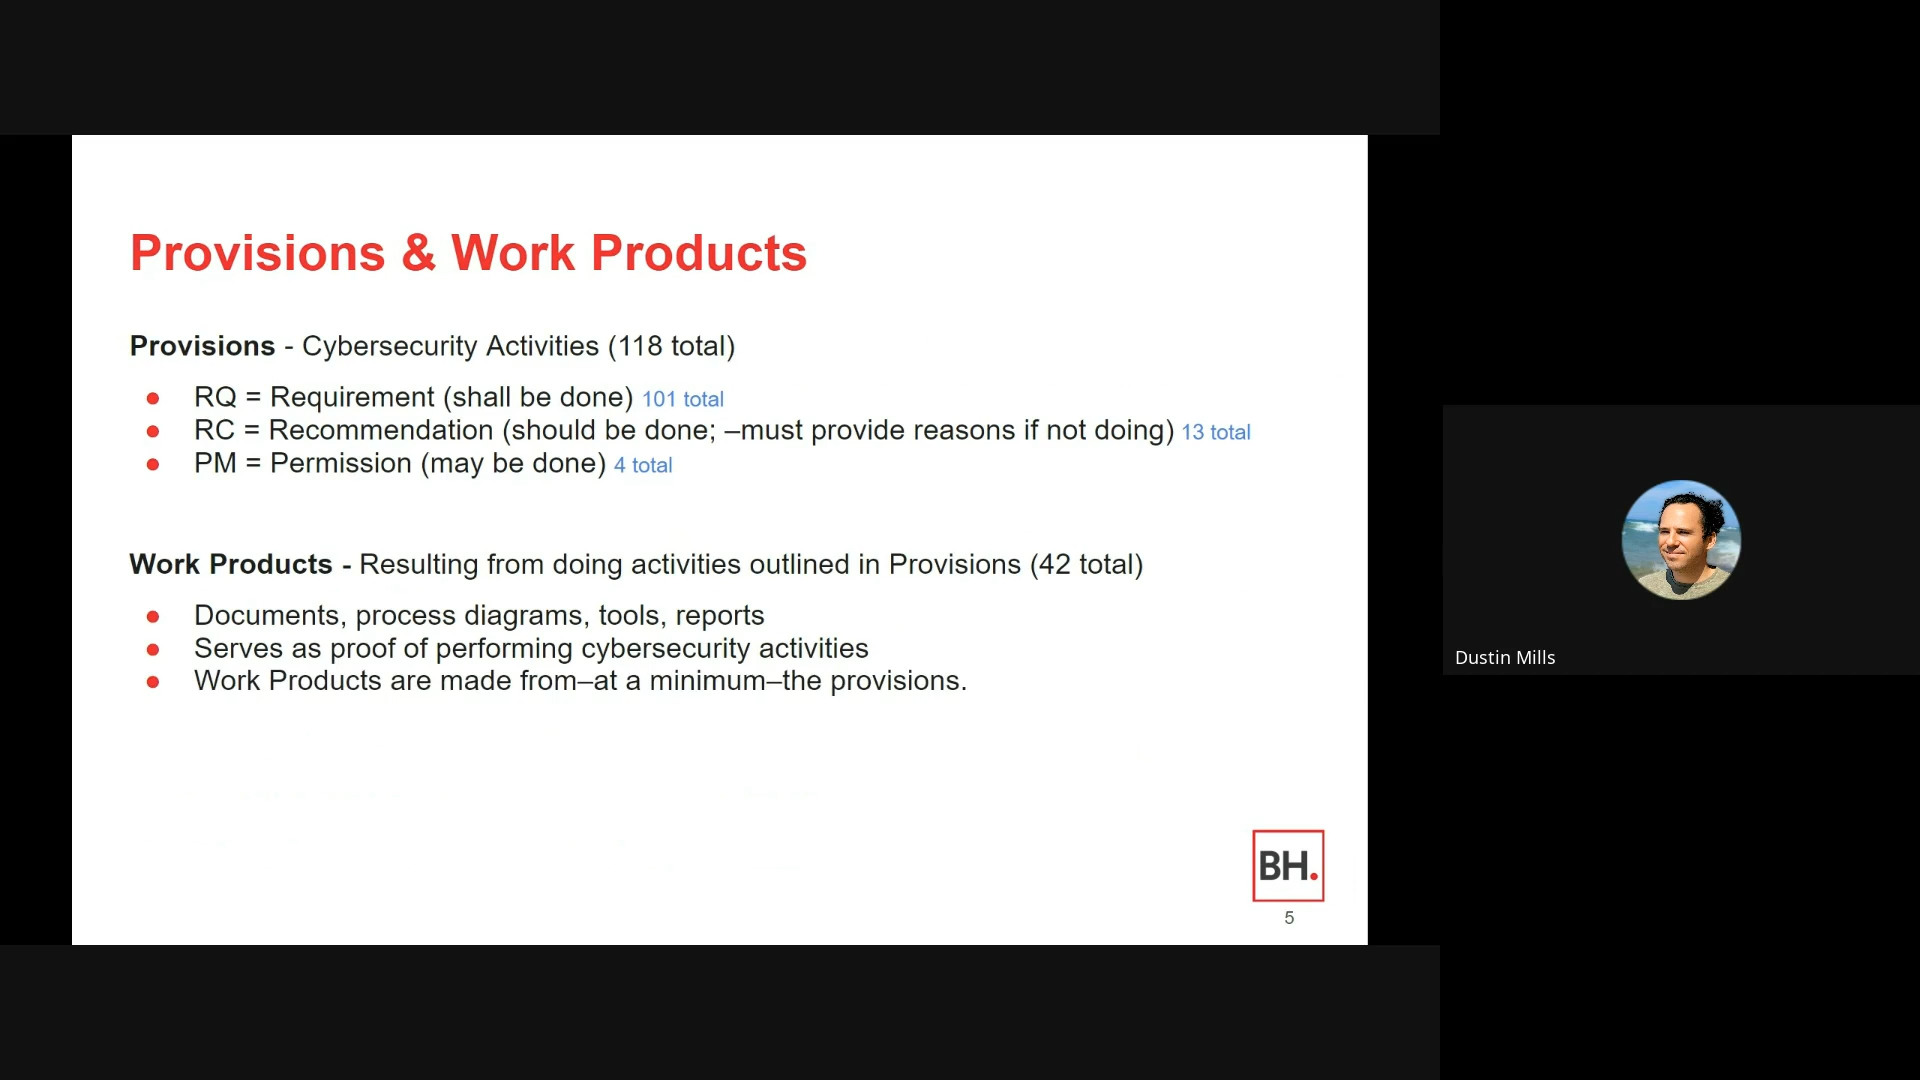 Provisions & Work Products
Provisions - Cybersecurity Activities (118 total)
● RQ = Requirement (shall be done) 101 total
● RC = Recommendation (should be done; –must provide reasons if not doing) 13 total
● PM = Permission (may be done) 4 total
Work Products - Resulting from doing activities outlined in Provisions (42 total)
● Documents, process diagrams, tools, reports
● Serves as proof of performing cybersecurity activities
● Work Products are made from–at a minimum–the provisions.
BH.
5
Dustin Mills